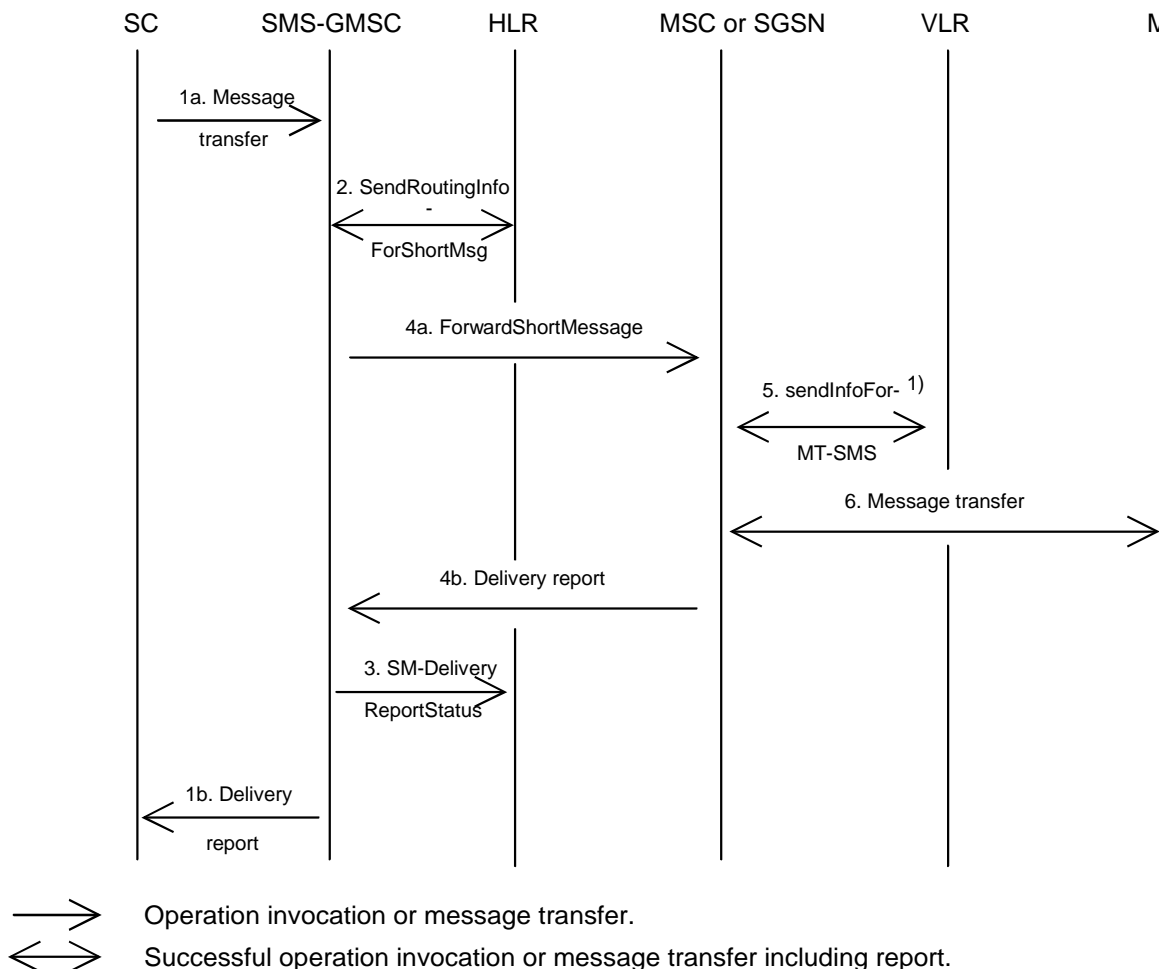 SC SMS-GMSC HLR MSC or SGSN VLR M
1a. Message
transfer
2. SendRoutingInfo
-
ForShortMsg
4a. ForwardShortMessage
5. sendInfoFor- 1)
MT-SMS
6. Message transfer
4b. Delivery report
3. SM-Delivery
ReportStatus
1b. Delivery
report
Operation invocation or message transfer.
Successful operation invocation or message transfer including report.